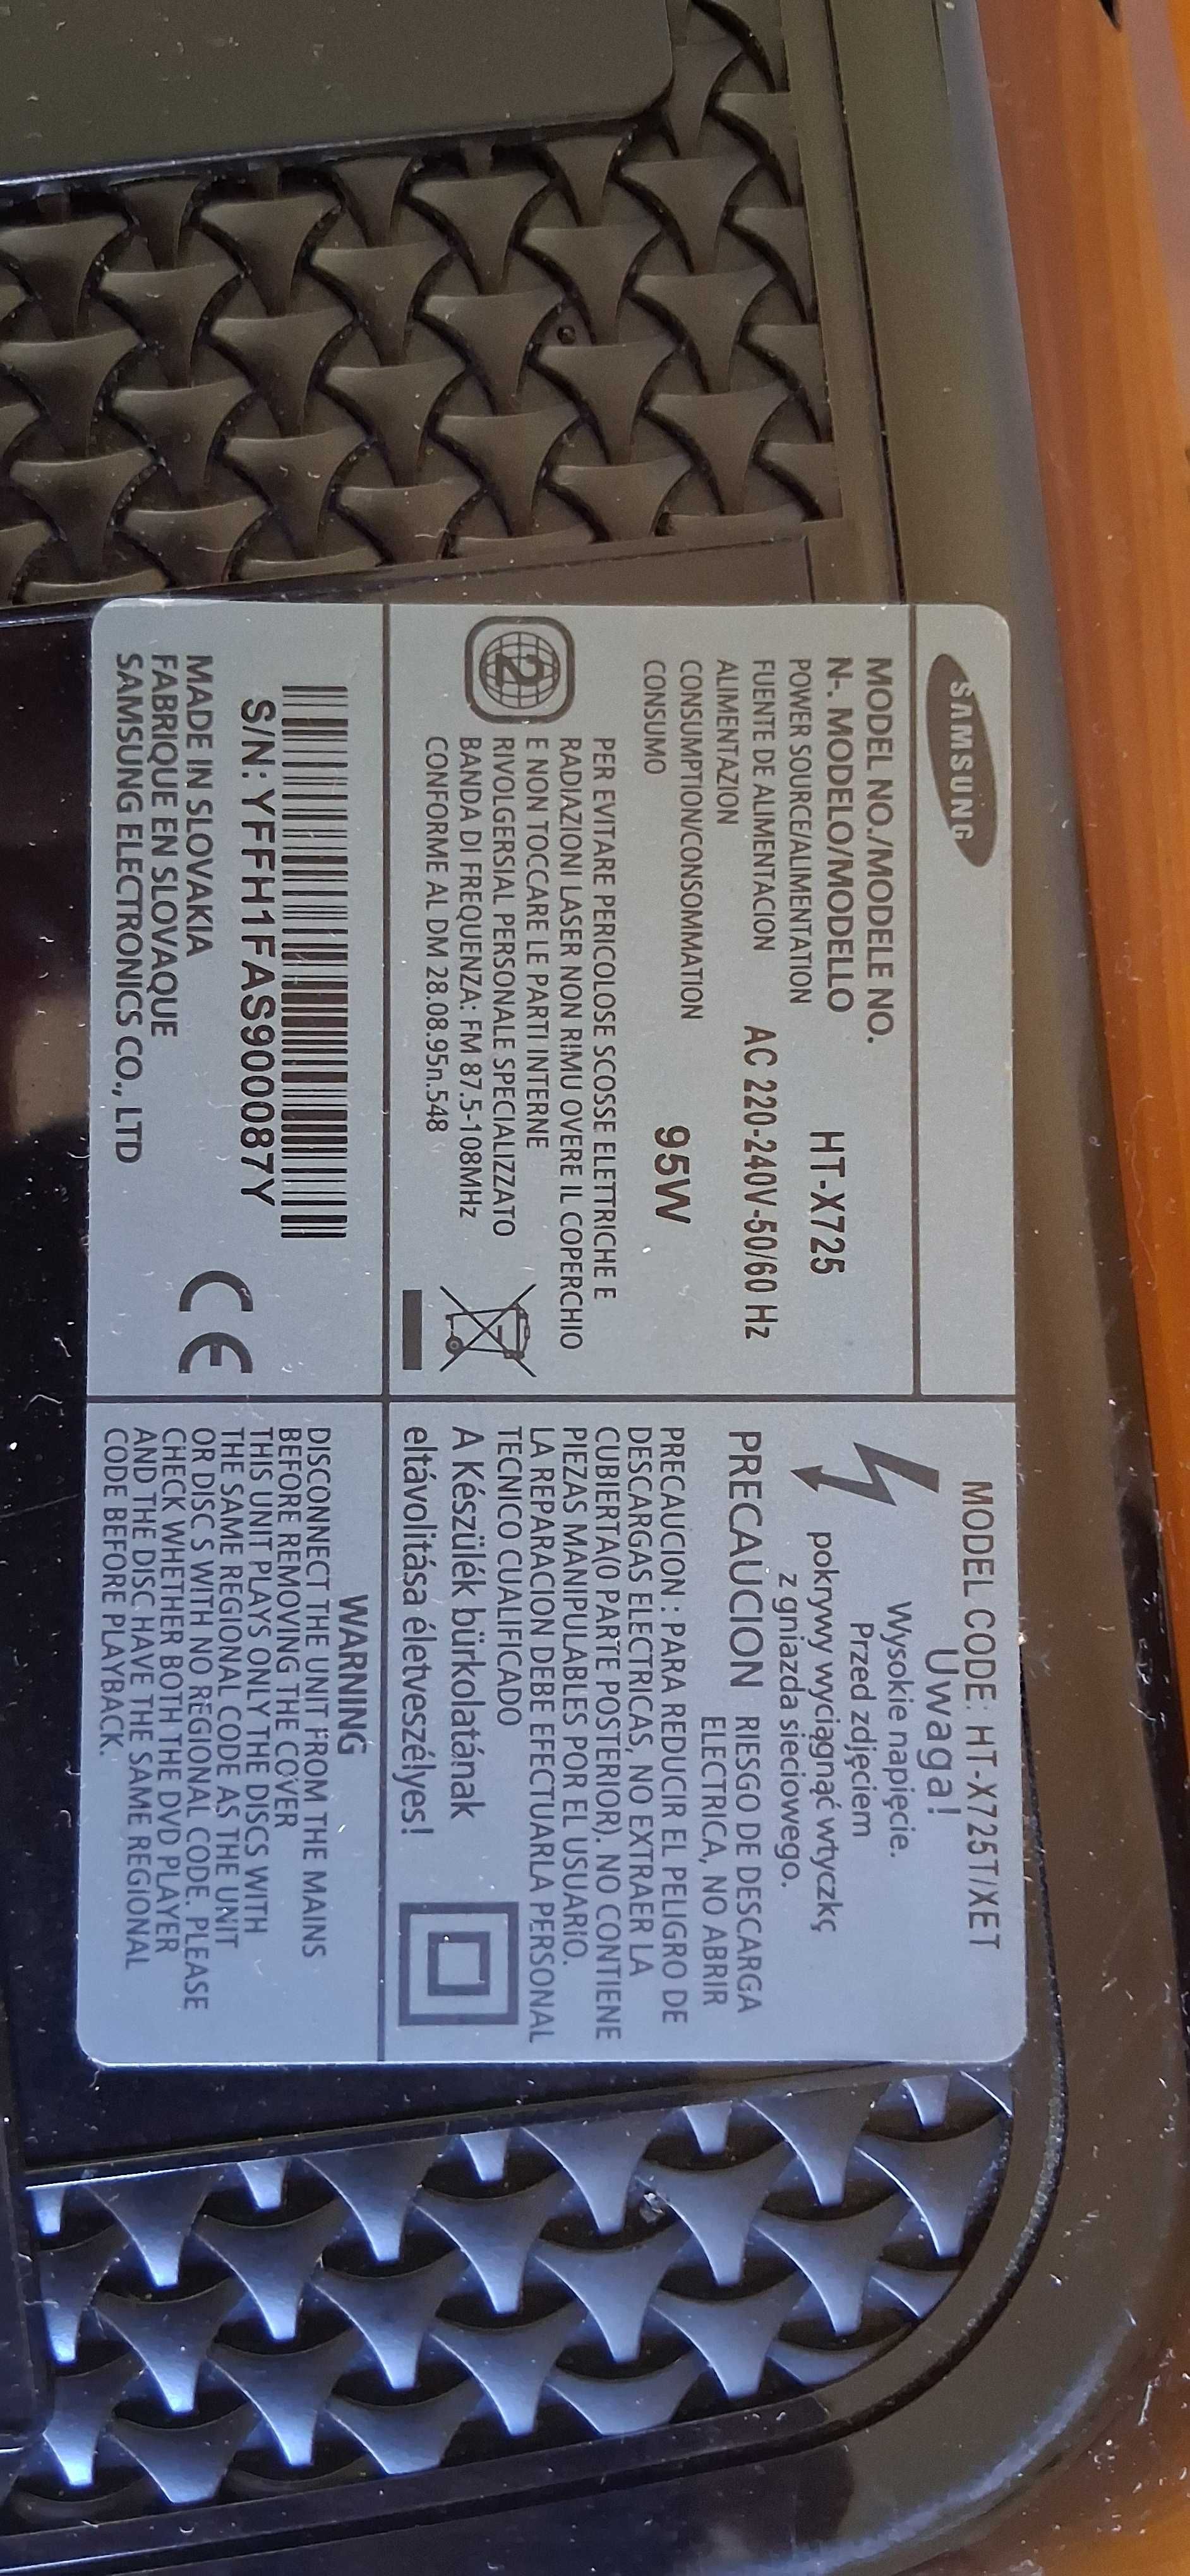 SAMSUNG
MODEL NO./MODELE NO.
N-. MODELO/MODELLO
HT-X725
POWER SOURCE/ALIMENTATION
FUENTE DE ALIMENTACION
AC 220-240V-50/60 Hz
ALIMENTAZION
CONSUMPTION/CONSOMMATION
95W
CONSUMO
2
PER EVITARE PERICOLOSE SCOSSE ELETTRICHE E
RADIAZIONI LASER NON RIMU OVERE IL COPERCHIO
E NON TOCCARE LE PARTI INTERNE
RIVOLGERSIAL PERSONALE SPECIALIZZATO
BANDA DI FREQUENZA: FM 87.5-108MHz
CONFORME AL DM 28.08.95n.548
S/N: YFFH1FAS900087Y
MADE IN SLOVAKIA
FABRIQUE EN SLOVAQUE
SAMSUNG ELECTRONICS CO., LTD
CE
MODEL CODE: HT-X725T/XET
Uwaga!
Wysokie napięcie.
Przed zdjęciem
pokrywy wyciągnąć wtyczkę
z gniazda sieciowego.
PRECAUCION
RIESGO DE DESCARGA
ELECTRICA, NO ABRIR
PRECAUCION : PARA REDUCIR EL PELIGRO DE
DESCARGAS ELECTRICAS, NO EXTRAER LA
CUBIERTA(0 PARTE POSTERIOR). NO CONTIENE
PIEZAS MANIPULABLES POR EL USUARIO.
LA REPARACION DEBE EFECTUARLA PERSONAL
TECNICO CUALIFICADO
A Készülék bürkolatának
eltávolitása életveszélyes!
WARNING
DISCONNECT THE UNIT FROM THE MAINS
BEFORE REMOVING THE COVER
THIS UNIT PLAYS ONLY THE DISCS WITH
THE SAME REGIONAL CODE AS THE UNIT
OR DISC S WITH NO REGIONAL CODE. PLEASE
CHECK WHETHER BOTH THE DVD PLAYER
AND THE DISC HAVE THE SAME REGIONAL
CODE BEFORE PLAYBACK.